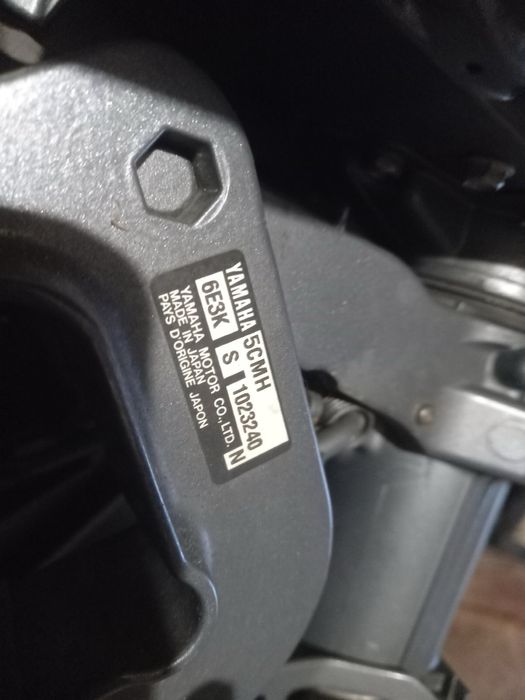 YAMAHA 5CMH
6E3K S 1023240
YAMAHA MOTOR CO.,LTD. N
MADE IN JAPAN
PAYS D'ORIGINE JAPON